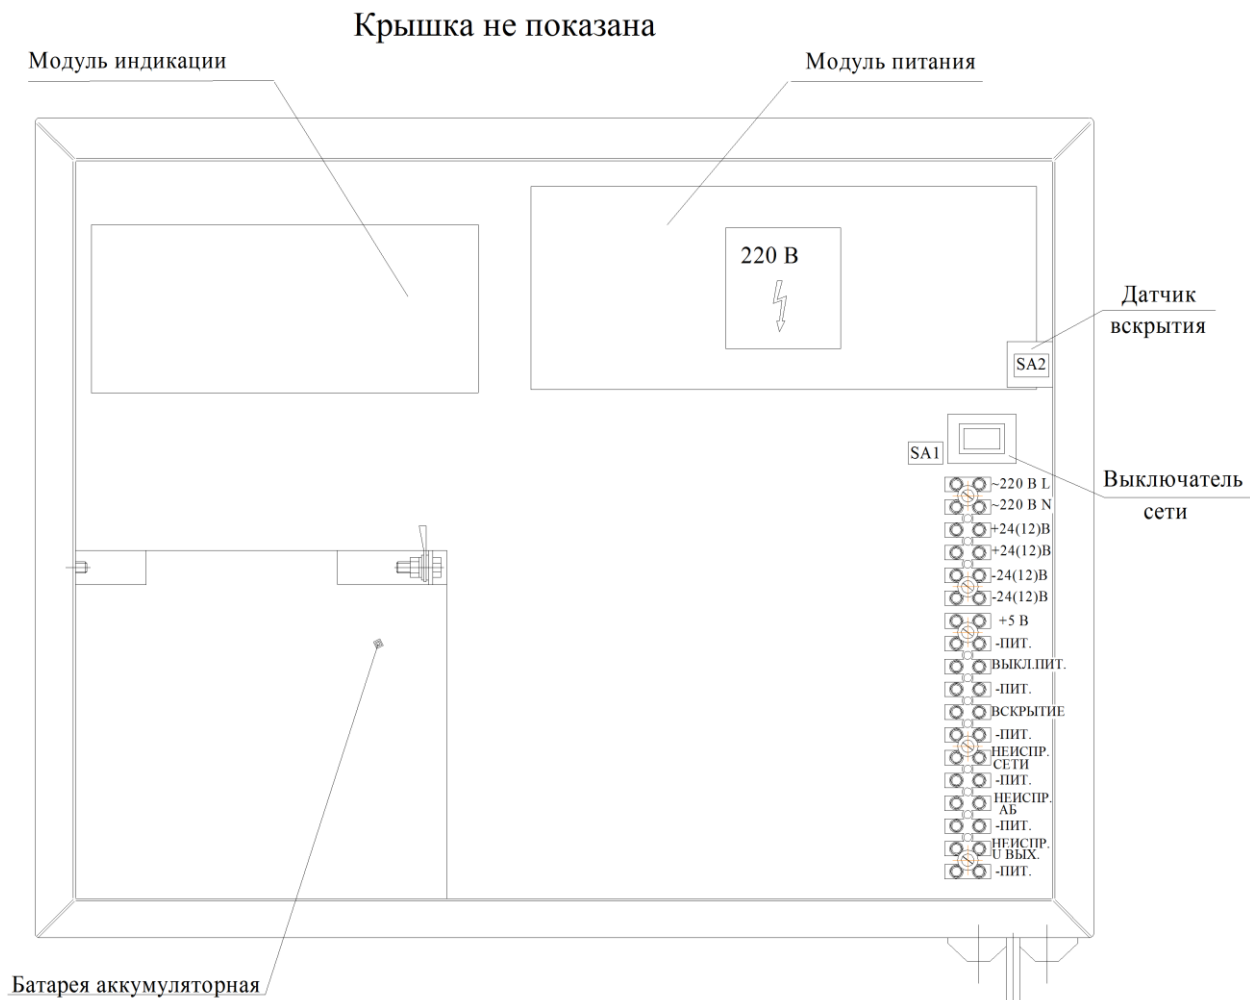 Крышка не показана
Модуль индикации
Модуль питания
220 В
Датчик
вскрытия
SA2
SA1
Выключатель
сети
~220 В L
~220 В N
+24(12)В
+24(12)В
-24(12)В
-24(12)В
+5 В
-ПИТ.
ВЫКЛ.ПИТ.
-ПИТ.
ВСКРЫТИЕ
-ПИТ.
НЕИСПР.
СЕТИ
-ПИТ.
НЕИСПР.
АБ
-ПИТ.
НЕИСПР.
U ВЫХ.
-ПИТ.
Батарея аккумуляторная